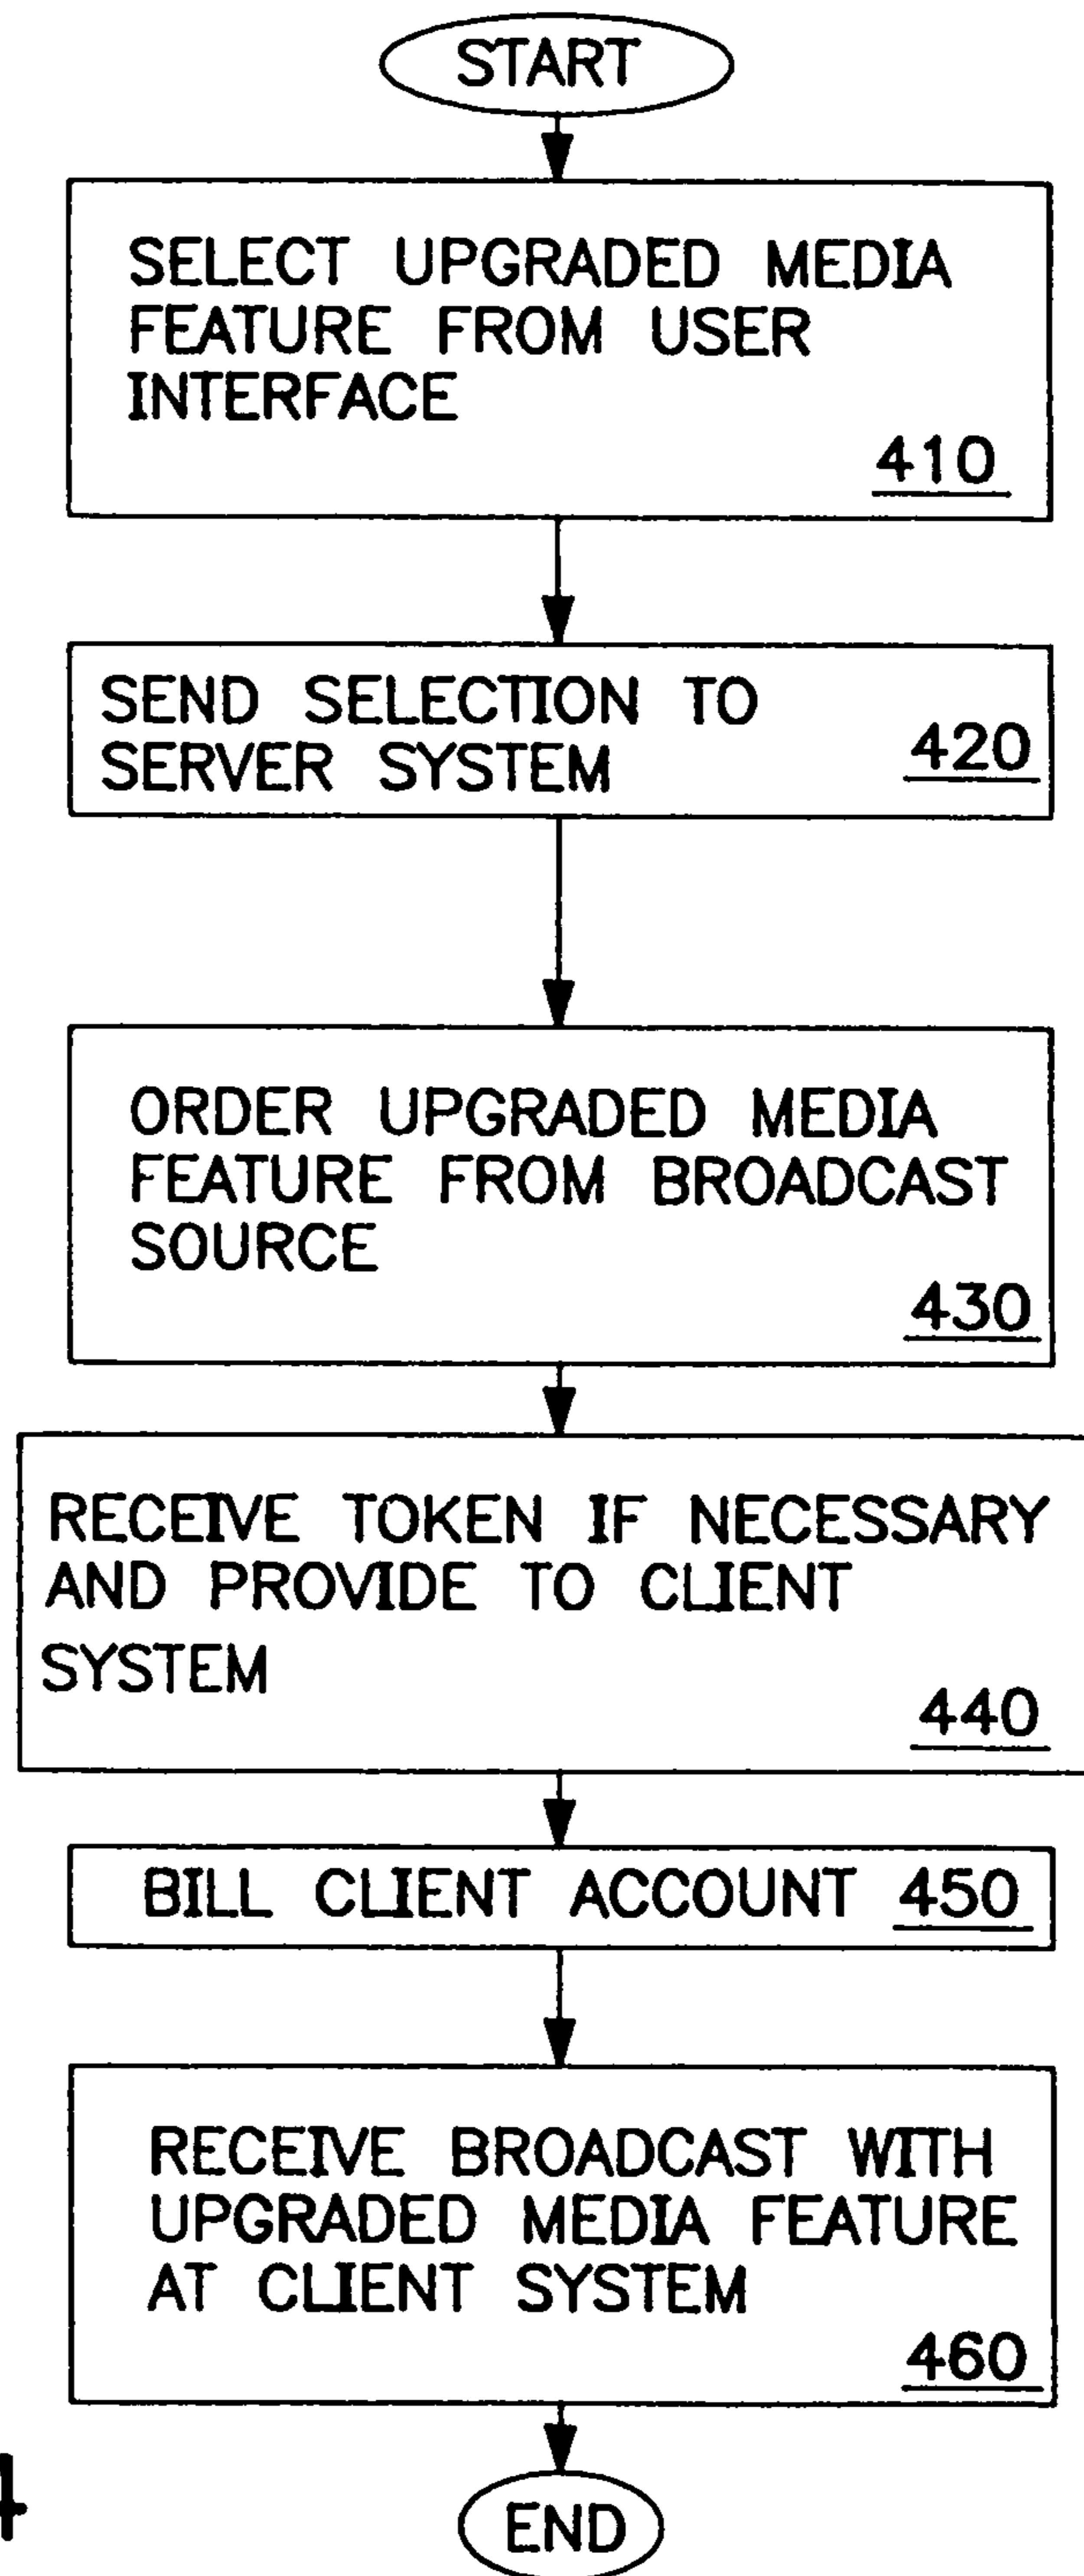 START
SELECT UPGRADED MEDIA
FEATURE FROM USER
INTERFACE
410
SEND SELECTION TO
SERVER SYSTEM
420
ORDER UPGRADED MEDIA
FEATURE FROM BROADCAST
SOURCE
430
RECEIVE TOKEN IF NECESSARY
AND PROVIDE TO CLIENT
SYSTEM
440
BILL CLIENT ACCOUNT 450
RECEIVE BROADCAST WITH
UPGRADED MEDIA FEATURE
AT CLIENT SYSTEM
460
END